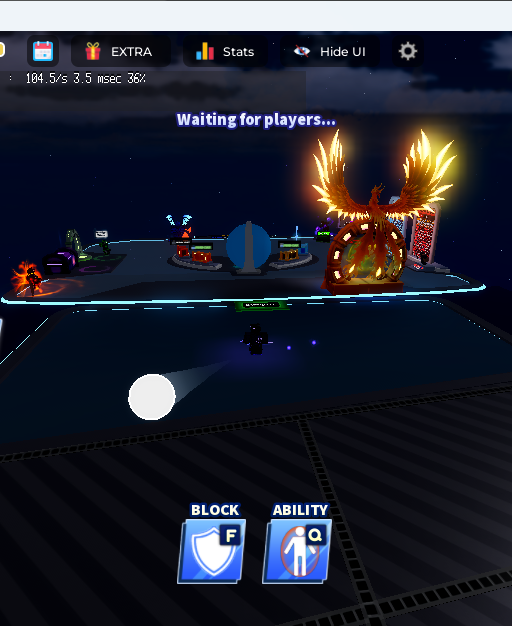 EXTRA
Stats
Hide UI
: 104.5/s 3.5 msec 36%
Waiting for players...
BLOCK
ABILITY
F
Q